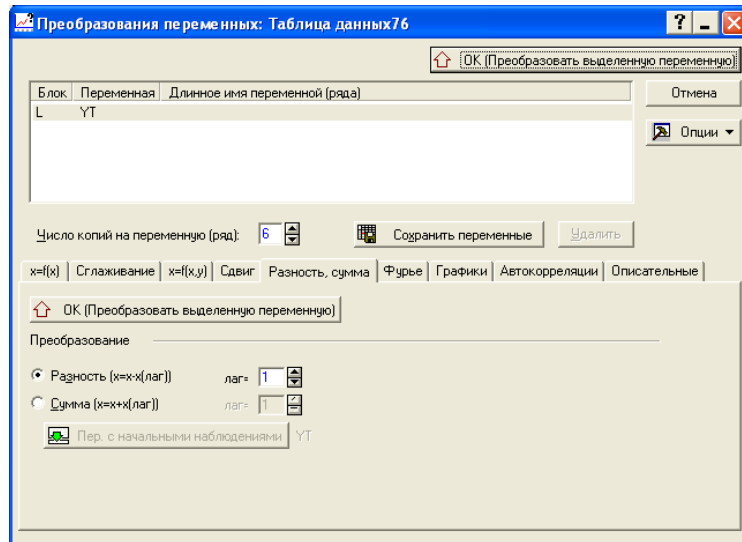 Преобразования переменных: Таблица данных76
OK (Преобразовать выделенную переменную)
Блок Переменная Длинное имя переменной (ряда)
Отмена
L YT
Опции
Число копий на переменную (ряд): 6 Сохранить переменные Удалить
x=f(x) Сглаживание x=f(x,y) Сдвиг Разность, сумма Фурье Графики Автокорреляции Описательные
OK (Преобразовать выделенную переменную)
Преобразование
Разность (x=x-x(лаг)) лаг= 1
Сумма (x=x+x(лаг)) лаг= 1
Пер. с начальными наблюдениями YT